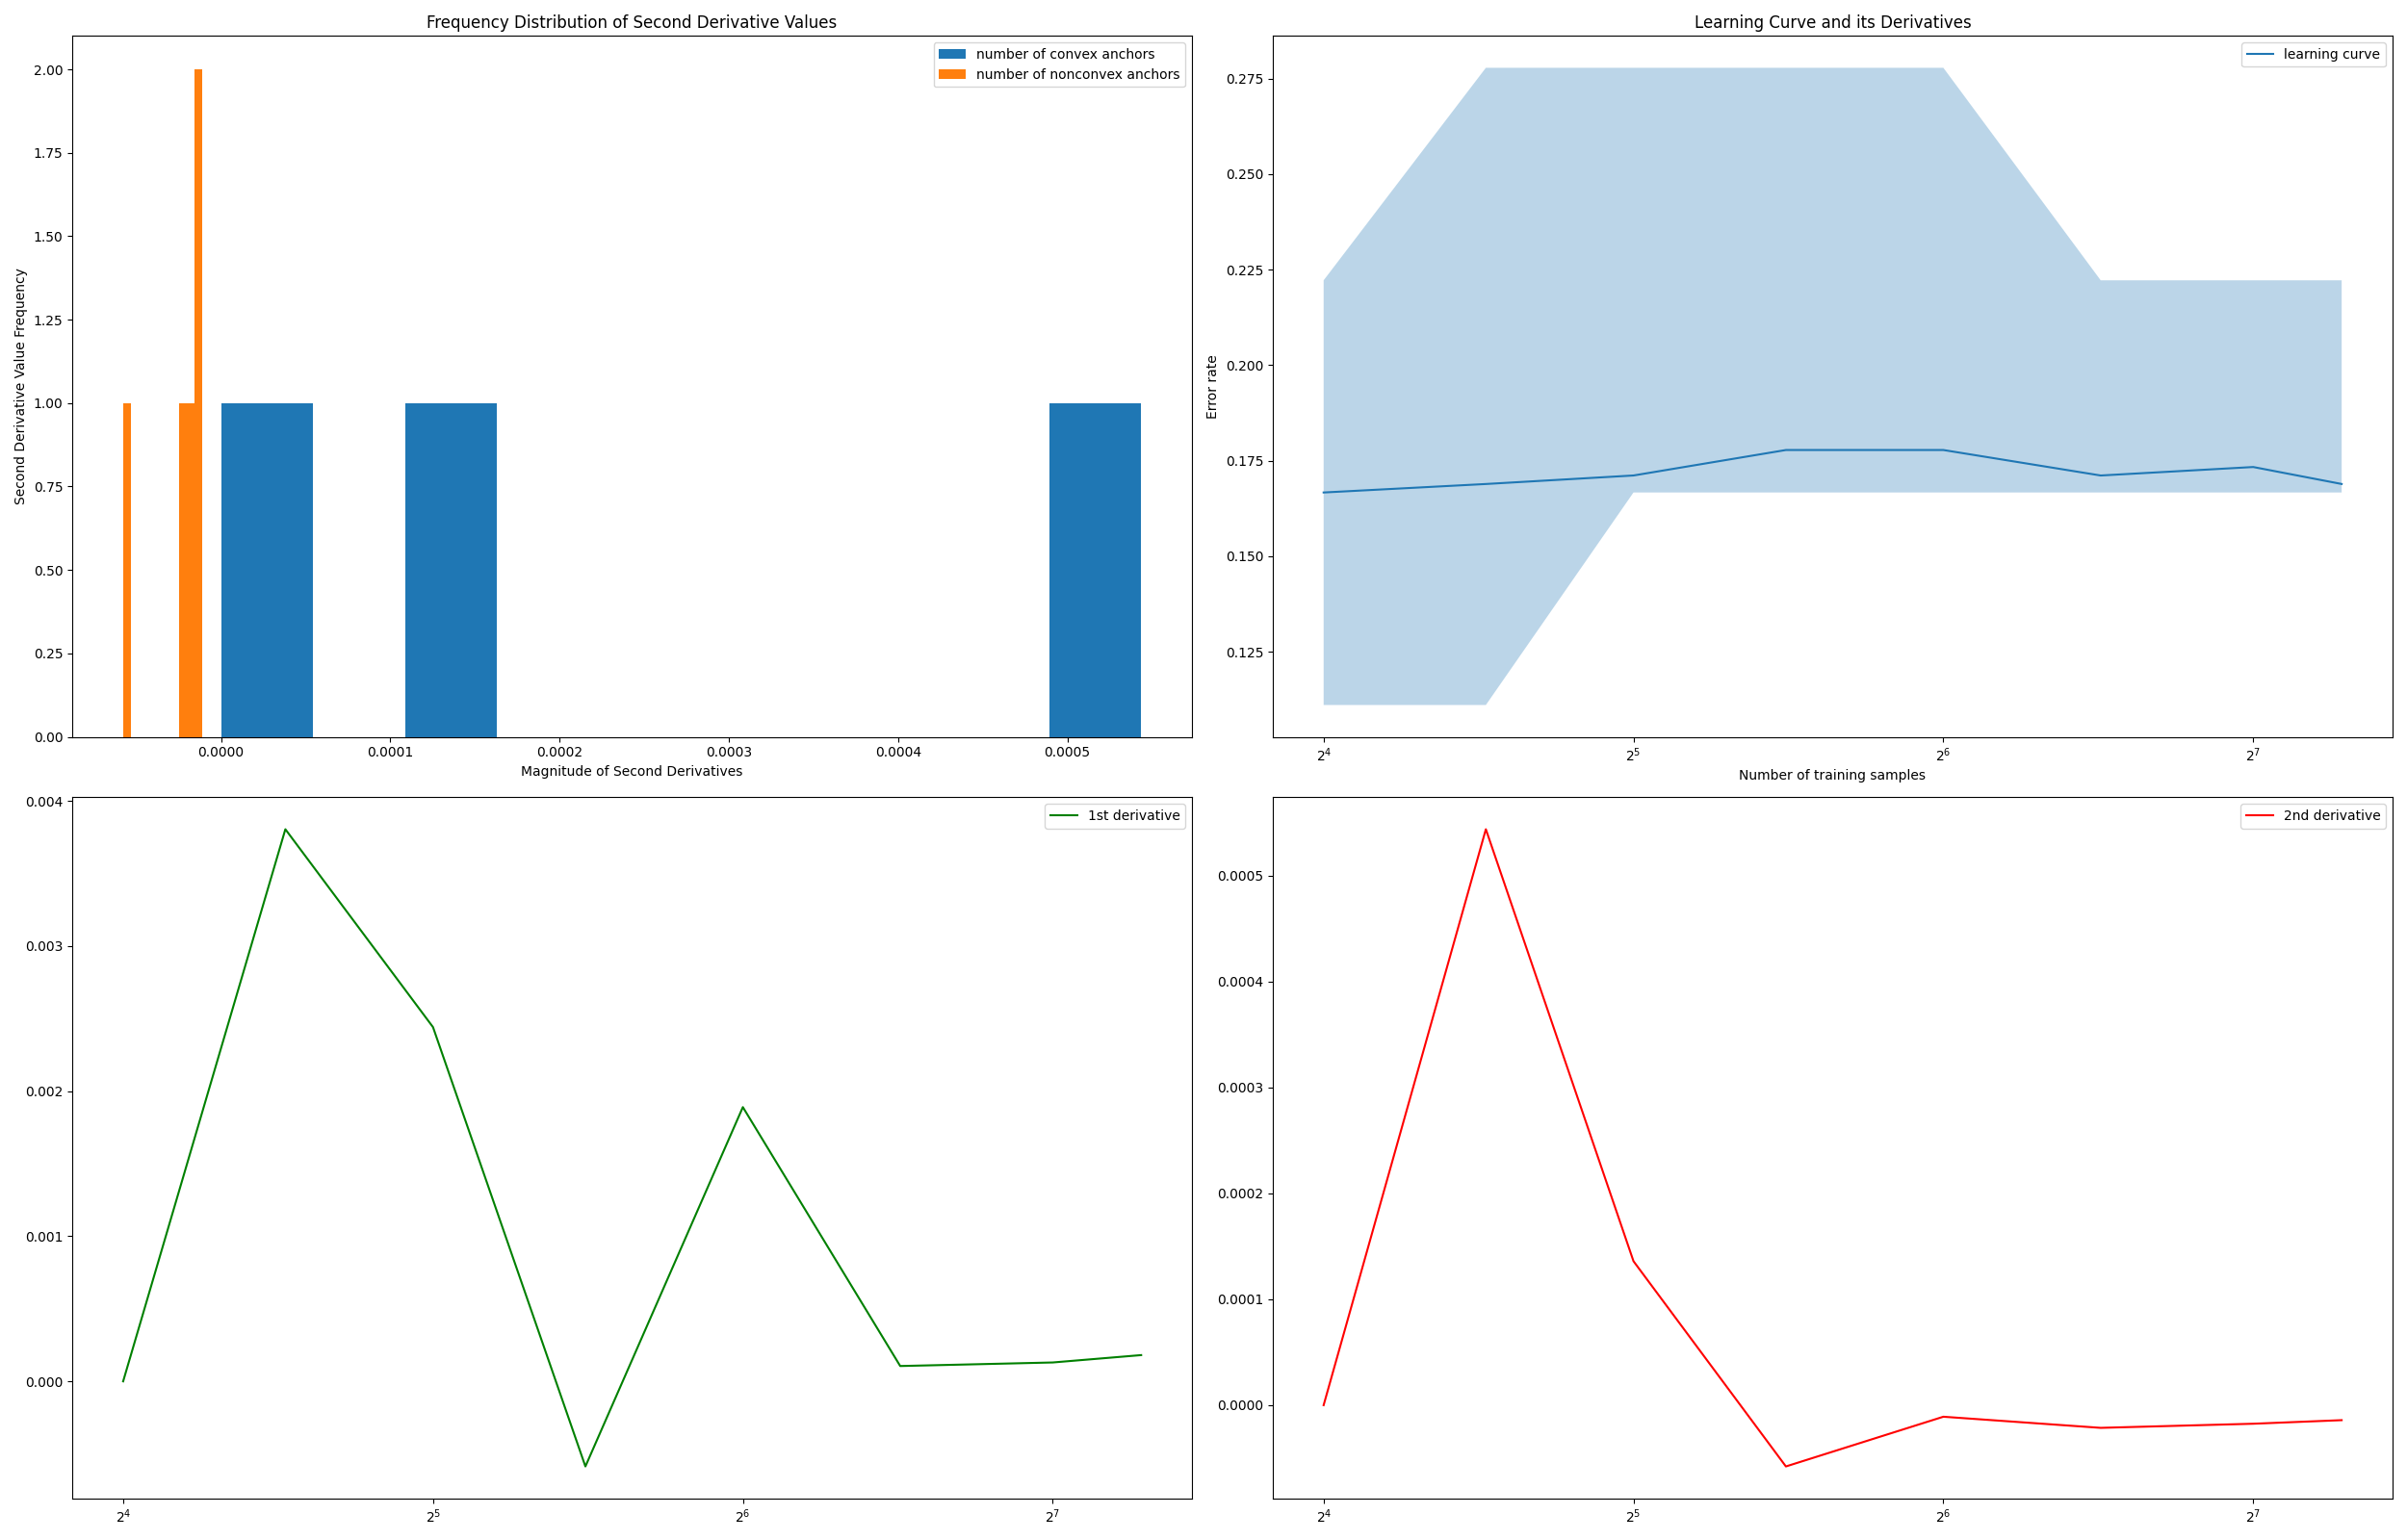 Frequency Distribution of Second Derivative Values
number of convex anchors
number of nonconvex anchors
2.00
1.75
1.50
1.25
1.00
0.75
0.50
0.25
0.00
Second Derivative Value Frequency
0.0000 0.0001 0.0002 0.0003 0.0004 0.0005
Magnitude of Second Derivatives
Learning Curve and its Derivatives
learning curve
0.275
0.250
0.225
0.200
0.175
0.150
0.125
Error rate
2⁴ 2⁵ 2⁶ 2⁷
Number of training samples
1st derivative
0.004
0.003
0.002
0.001
0.000
2⁴ 2⁵ 2⁶ 2⁷
2nd derivative
0.0005
0.0004
0.0003
0.0002
0.0001
0.0000
2⁴ 2⁵ 2⁶ 2⁷